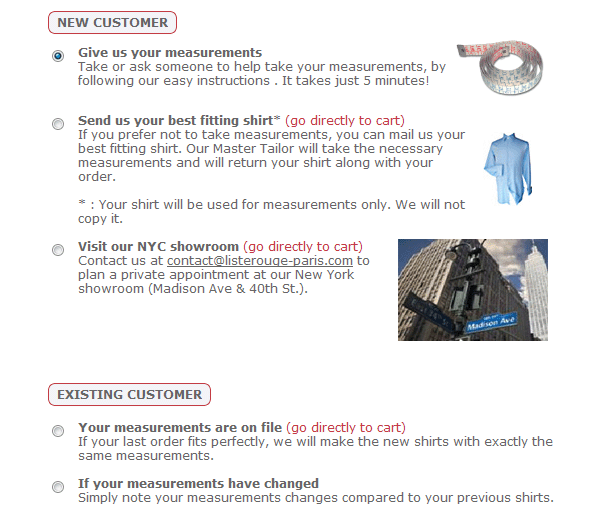 NEW CUSTOMER
Give us your measurements
Take or ask someone to help take your measurements, by
following our easy instructions . It takes just 5 minutes!
Send us your best fitting shirt* (go directly to cart)
If you prefer not to take measurements, you can mail us your
best fitting shirt. Our Master Tailor will take the necessary
measurements and will return your shirt along with your
order.
* : Your shirt will be used for measurements only. We will not
copy it.
Visit our NYC showroom (go directly to cart)
Contact us at contact@listerouge-paris.com to
plan a private appointment at our New York
showroom (Madison Ave & 40th St.).
Madison Ave
EXISTING CUSTOMER
Your measurements are on file (go directly to cart)
If your last order fits perfectly, we will make the new shirts with exactly the
same measurements.
If your measurements have changed
Simply note your measurements changes compared to your previous shirts.